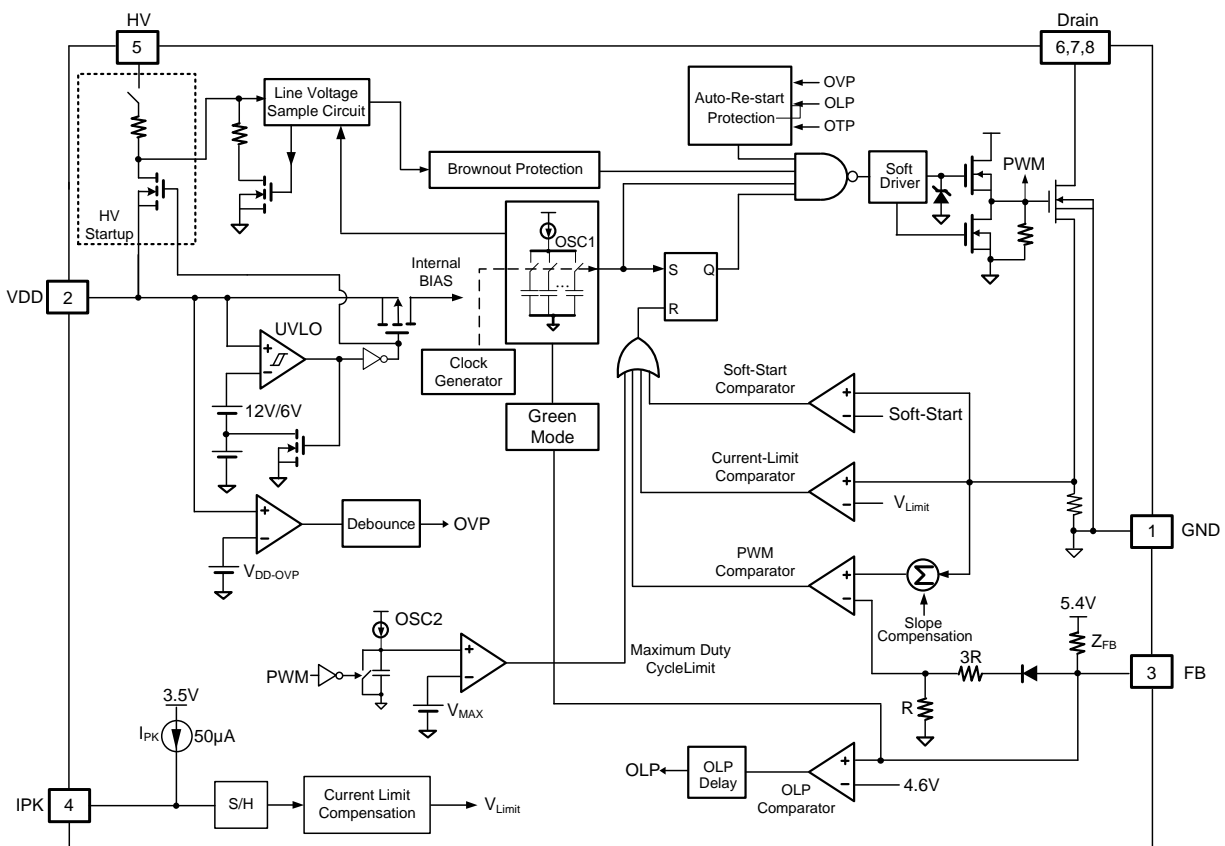 HV
5
Drain
6,7,8
Line Voltage
Sample Circuit
Auto-Re-start
Protection
OVP
OLP
OTP
Brownout Protection
Soft
Driver
PWM
HV
Startup
OSC1
Internal
BIAS
S
Q
R
VDD
2
UVLO
+
−
12V/6V
Clock
Generator
Green
Mode
Soft-Start
Comparator
+
−
Soft-Start
Current-Limit
Comparator
+
−
VLimit
+
−
Debounce
OVP
VDD-OVP
1
GND
PWM
Comparator
+
−
Σ
Slope
Compensation
5.4V
ZFB
OSC2
PWM
+
−
VMAX
Maximum Duty
CycleLimit
3R
R
3
FB
3.5V
IPK
50µA
OLP
OLP
Delay
+
−
4.6V
OLP
Comparator
IPK
4
S/H
Current Limit
Compensation
VLimit